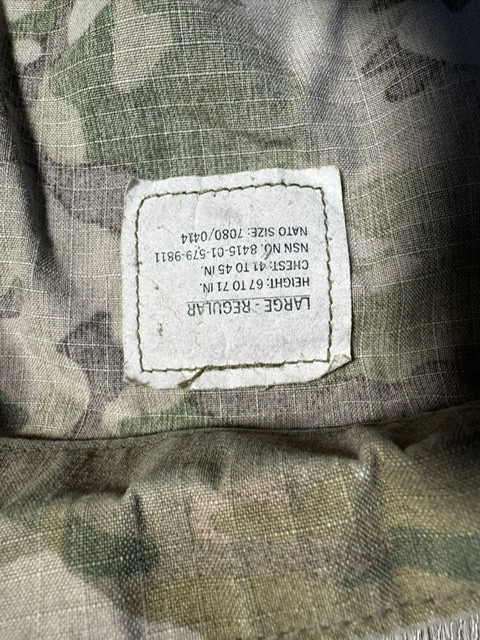 LARGE - REGULAR
HEIGHT: 67 TO 71 IN.
CHEST: 41 TO 45 IN.
NSN NO. 8415-01-579-9811
NATO SIZE: 7080/0414